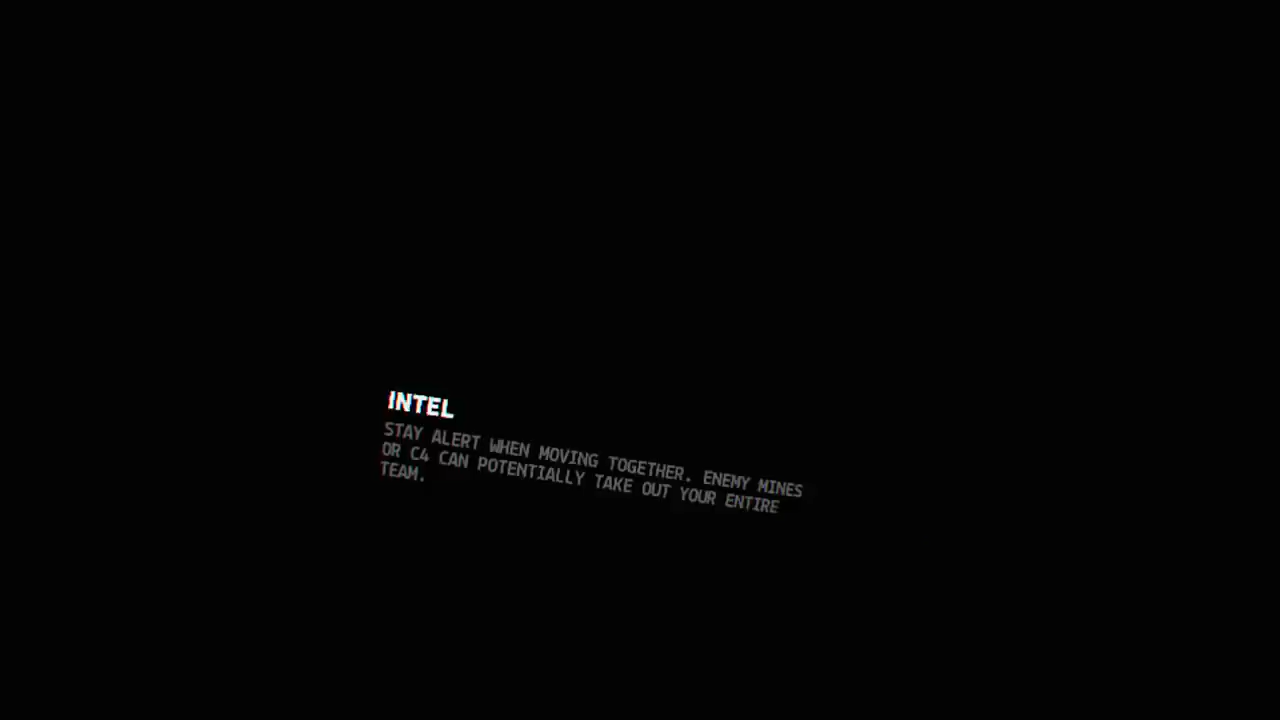 INTEL
STAY ALERT WHEN MOVING TOGETHER. ENEMY MINES
OR C4 CAN POTENTIALLY TAKE OUT YOUR ENTIRE
TEAM.